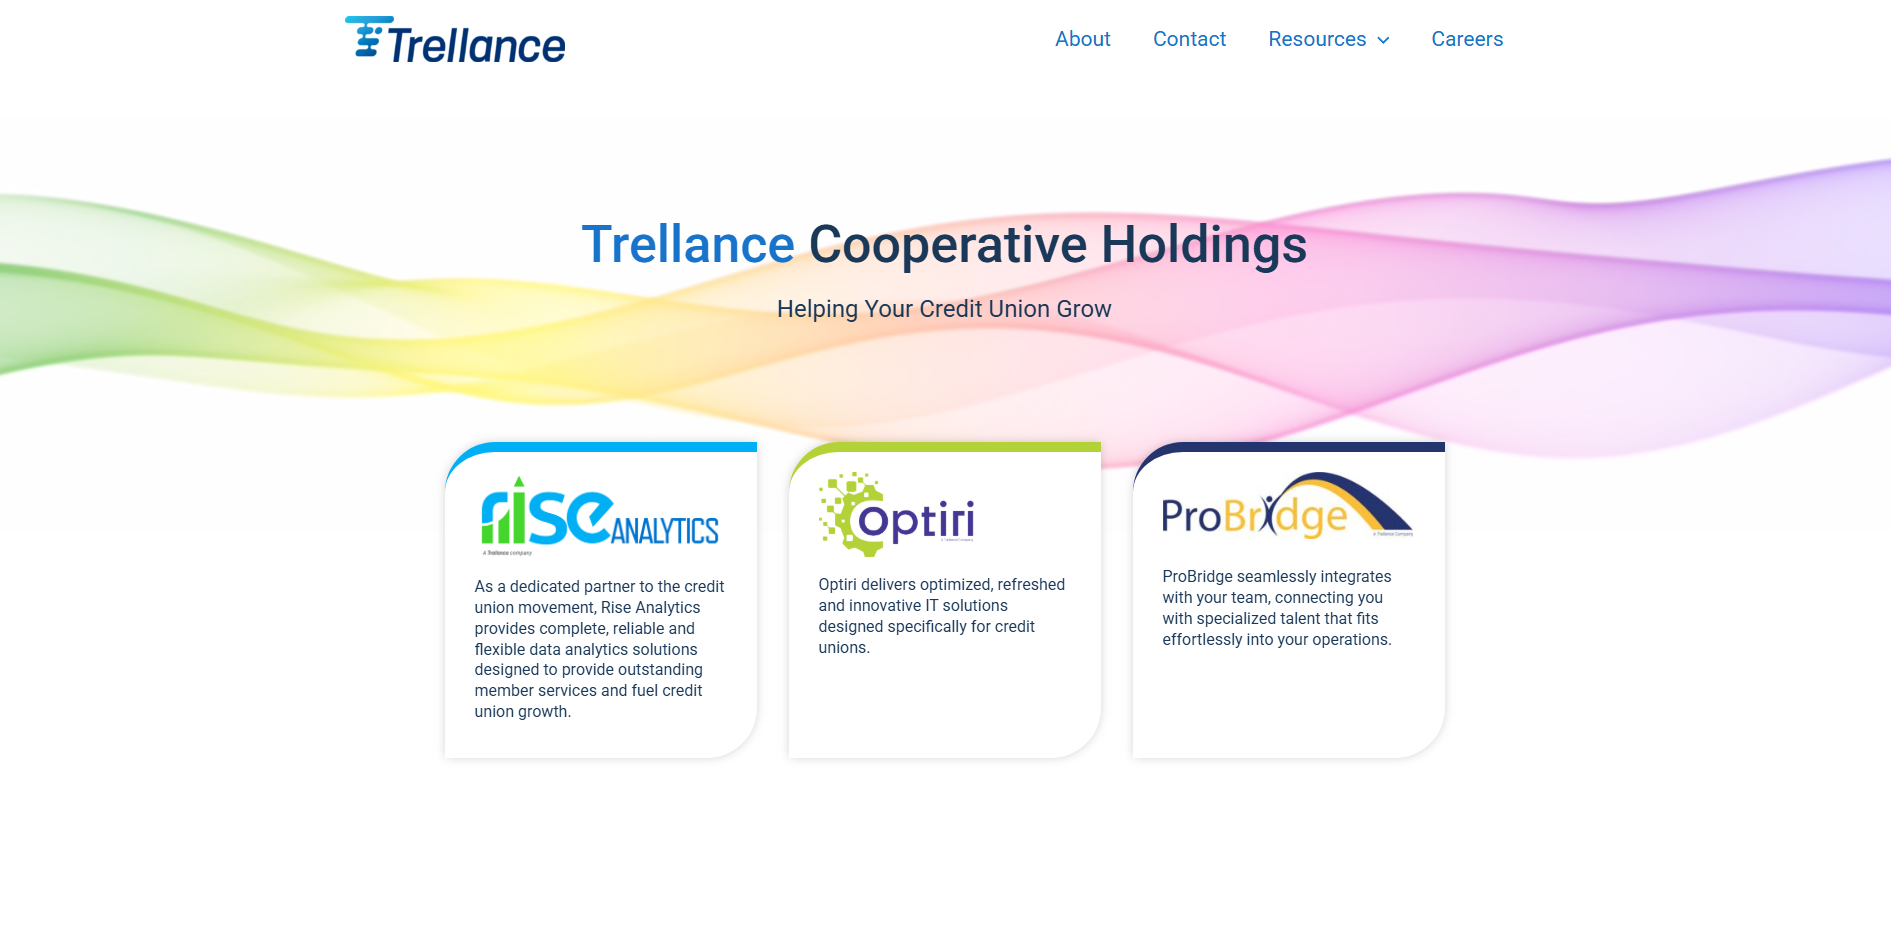 Trellance
About
Contact
Resources
Careers
Trellance Cooperative Holdings
Helping Your Credit Union Grow
rise ANALYTICS
A Trellance company
As a dedicated partner to the credit
union movement, Rise Analytics
provides complete, reliable and
flexible data analytics solutions
designed to provide outstanding
member services and fuel credit
union growth.
Optiri
A Trellance Company
Optiri delivers optimized, refreshed
and innovative IT solutions
designed specifically for credit
unions.
ProBridge
A Trellance Company
ProBridge seamlessly integrates
with your team, connecting you
with specialized talent that fits
effortlessly into your operations.